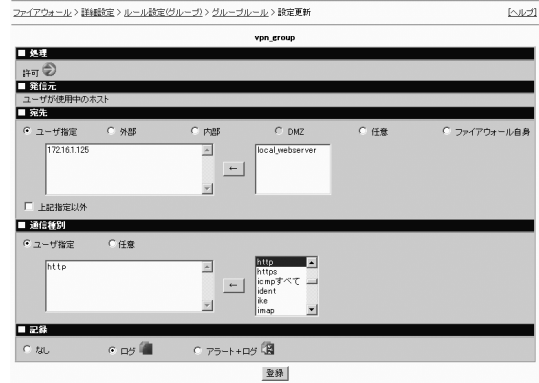 ファイアウォール > 詳細設定 > ルール設定(グループ) > グループルール > 設定更新 [ヘルプ]
vpn_group
■ 処理
許可
■ 発信元
ユーザが使用中のホスト
■ 宛先
ユーザ指定 外部 内部 DMZ 任意 ファイアウォール自身
172.16.1.125 ← local_webserver
上記指定以外
■ 通信種別
ユーザ指定 任意
http ← http
https
icmpすべて
ident
ike
imap
■ 記録
なし ログ アラート+ログ
登録